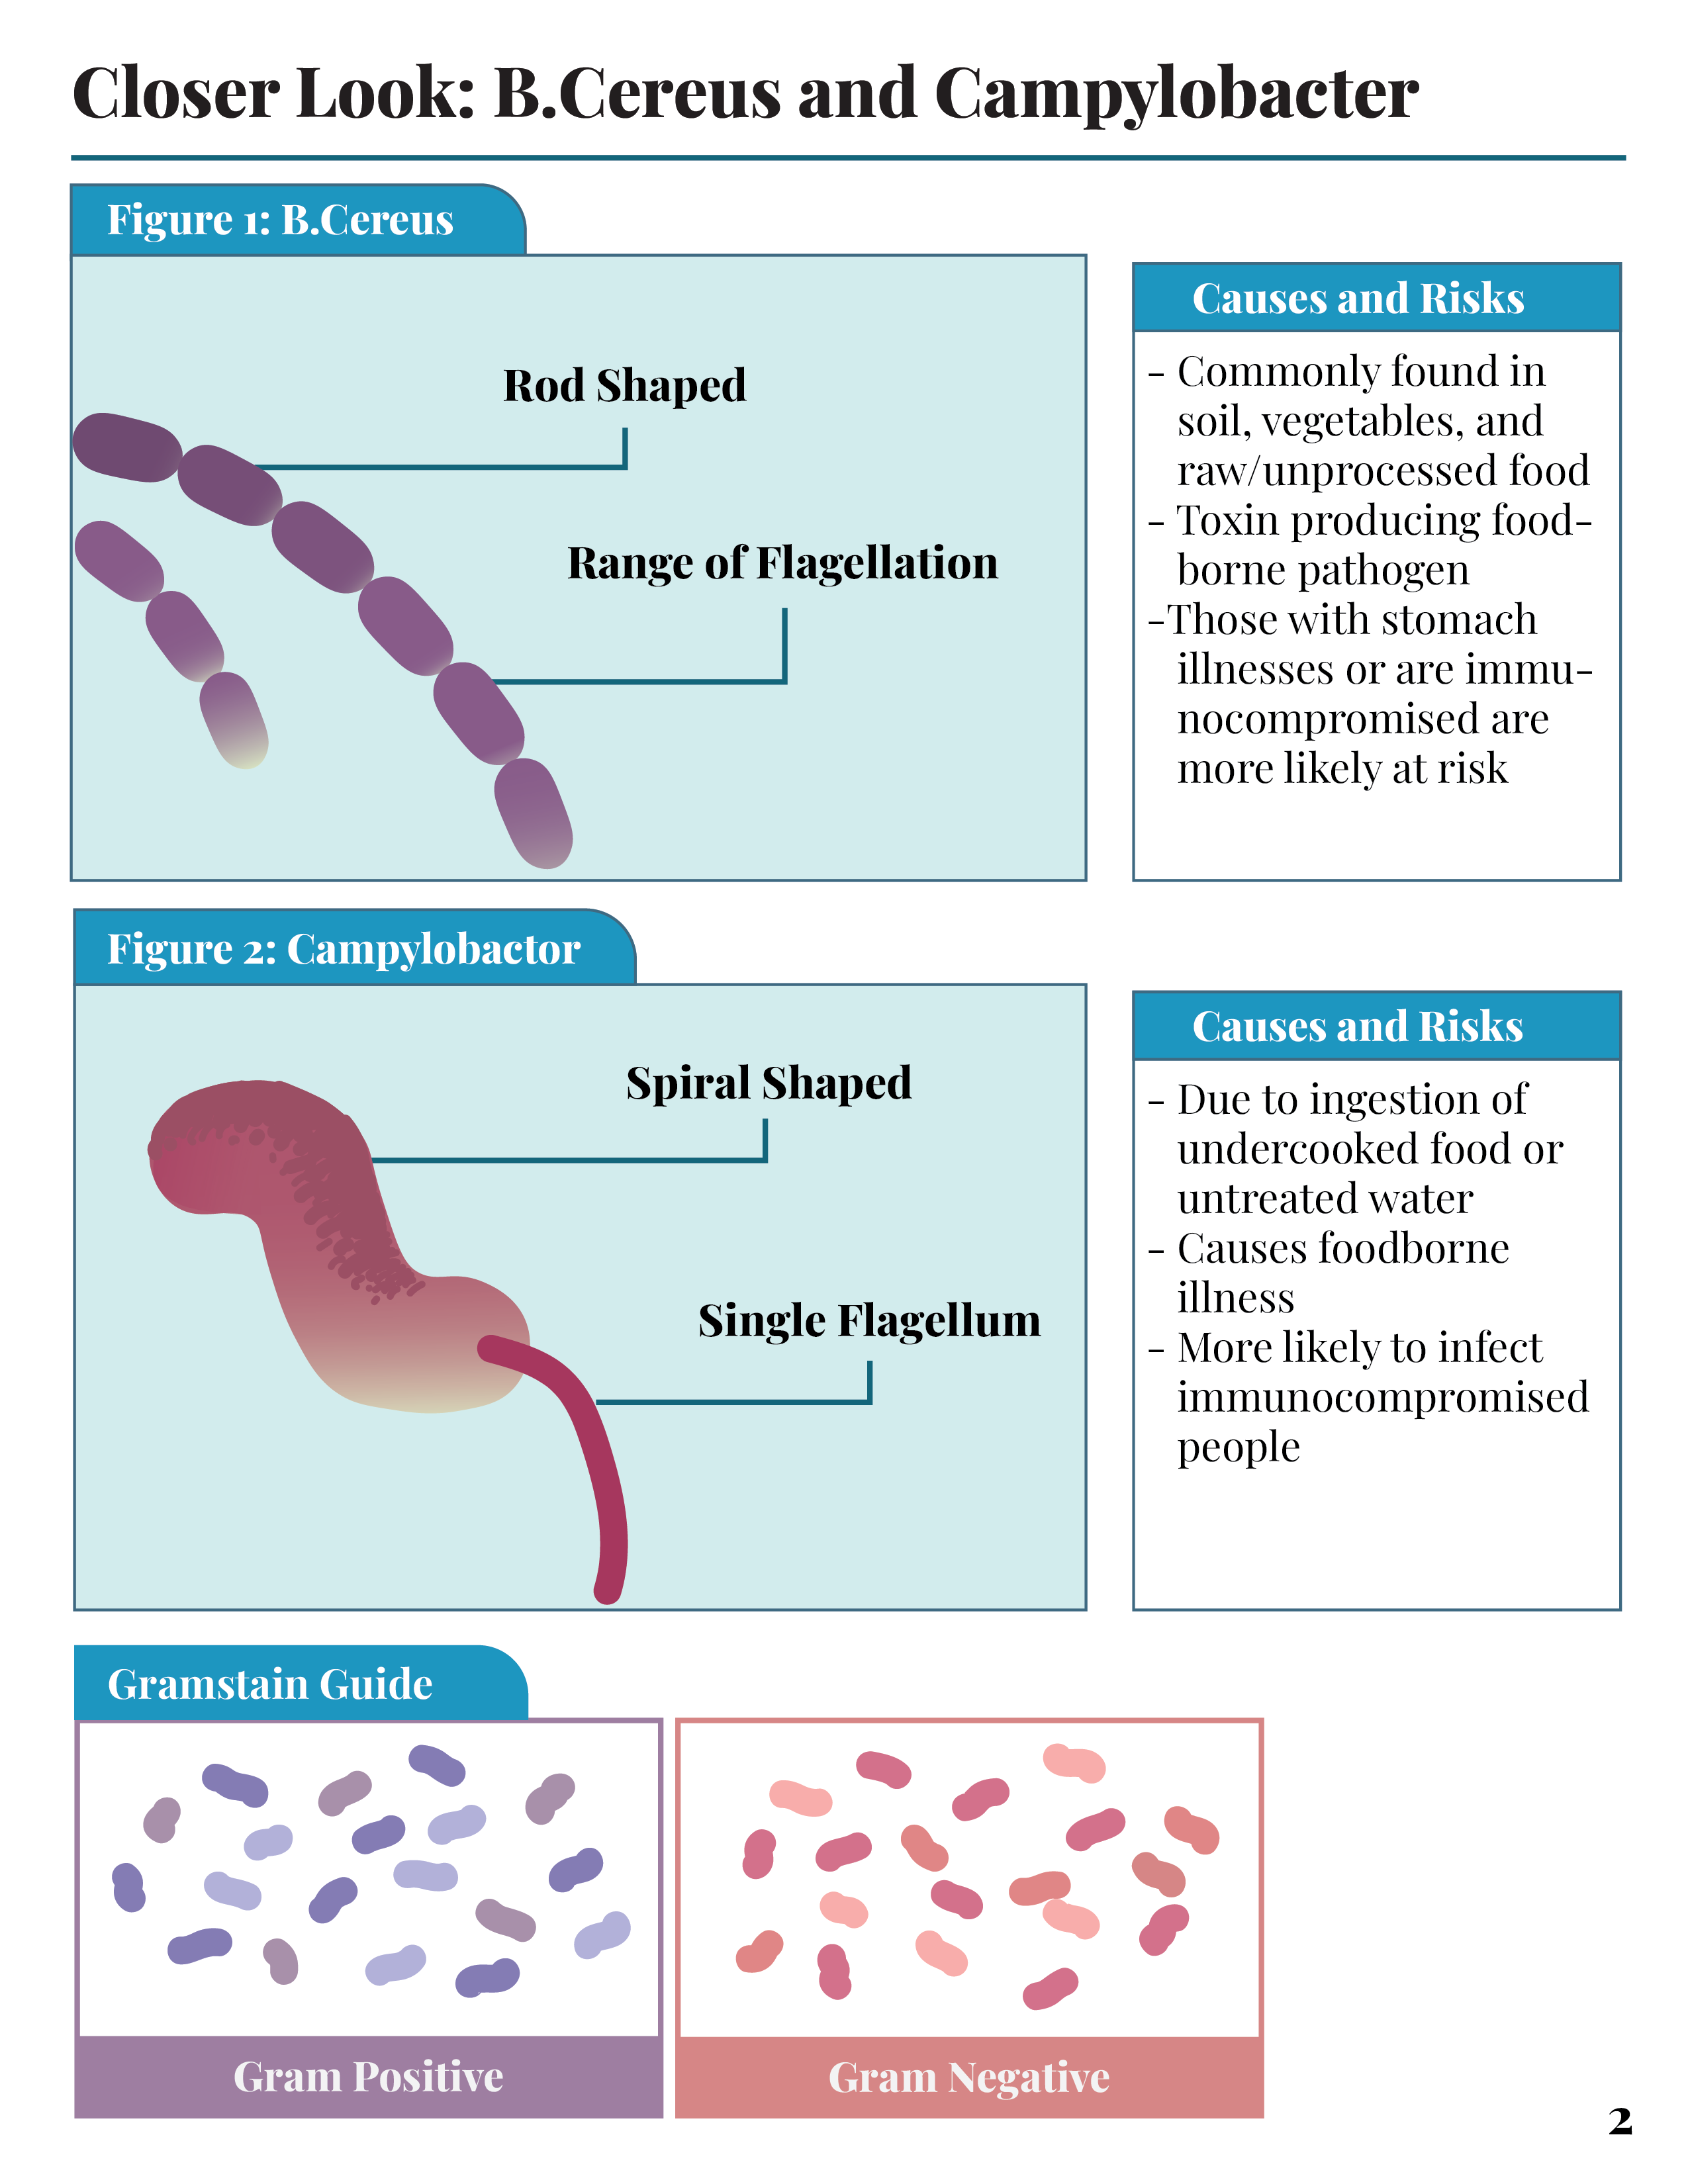 Closer Look: B.Cereus and Campylobacter
Figure 1: B.Cereus
Rod Shaped
Range of Flagellation
Causes and Risks
- Commonly found in
soil, vegetables, and
raw/unprocessed food
- Toxin producing food-
borne pathogen
-Those with stomach
illnesses or are immu-
nocompromised are
more likely at risk
Figure 2: Campylobactor
Spiral Shaped
Single Flagellum
Causes and Risks
- Due to ingestion of
undercooked food or
untreated water
- Causes foodborne
illness
- More likely to infect
immunocompromised
people
Gramstain Guide
Gram Positive
Gram Negative
2